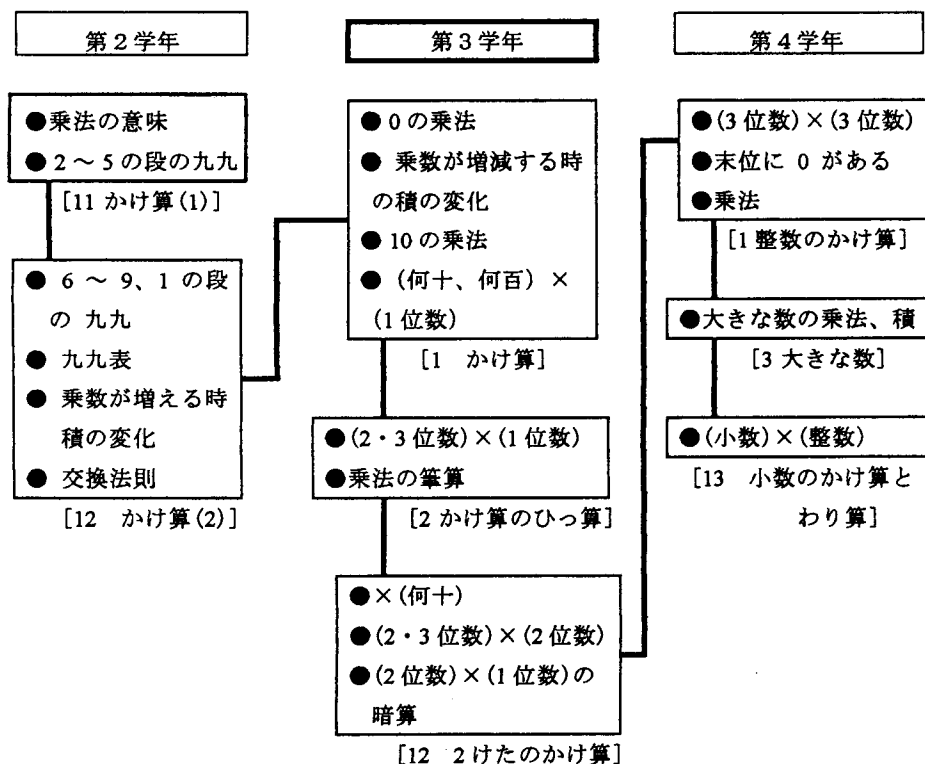 第2学年
●乗法の意味
●2～5の段の九九
[11 かけ算(1)]
● 6 ～ 9、1 の段
の 九九
● 九九表
● 乗数が増える時
積の変化
● 交換法則
[12 かけ算(2)]
第3学年
●0の乗法
● 乗数が増減する時
の積の変化
●10の乗法
● (何十、何百) ×
(1位数)
[1 かけ算]
●(2・3位数)×(1位数)
●乗法の筆算
[2かけ算のひっ算]
●×(何十)
●(2・3位数)×(2位数)
●(2位数)×(1位数)の
暗算
[12 2けたのかけ算]
第4学年
●(3位数)×(3位数)
●末位に 0 がある
●乗法
[1整数のかけ算]
●大きな数の乗法、積
[3 大きな数]
●(小数)×(整数)
[13 小数のかけ算と
わり算]